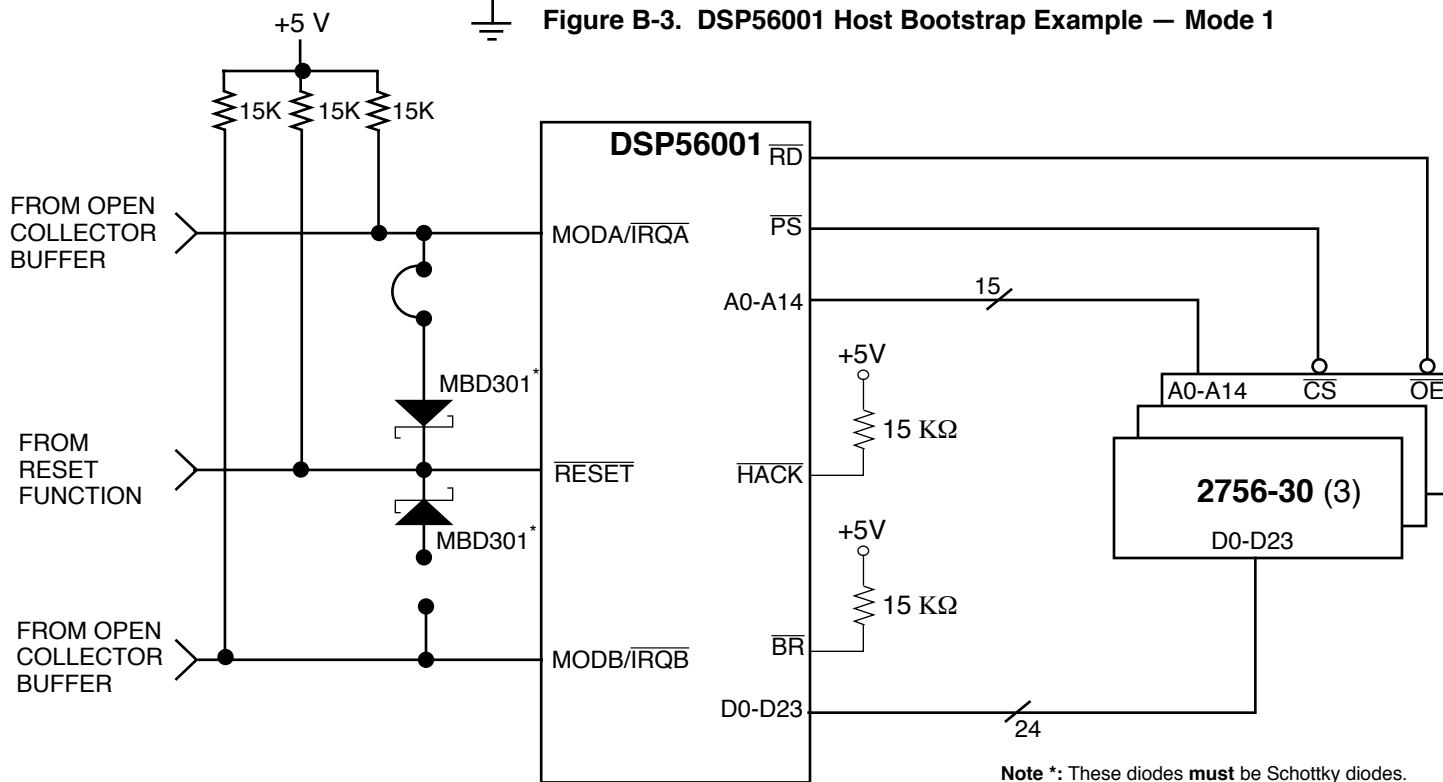 Figure B-3. DSP56001 Host Bootstrap Example — Mode 1
+5 V
15K 15K 15K
DSP56001
RD
FROM OPEN
COLLECTOR
BUFFER
MODA/IRQA
PS
A0-A14
15
+5V
15 KΩ
HACK
MBD301*
A0-A14 CS OE
FROM
RESET
FUNCTION
RESET
2756-30 (3)
D0-D23
MBD301*
+5V
15 KΩ
BR
FROM OPEN
COLLECTOR
BUFFER
MODB/IRQB
D0-D23
24
Note *: These diodes must be Schottky diodes.